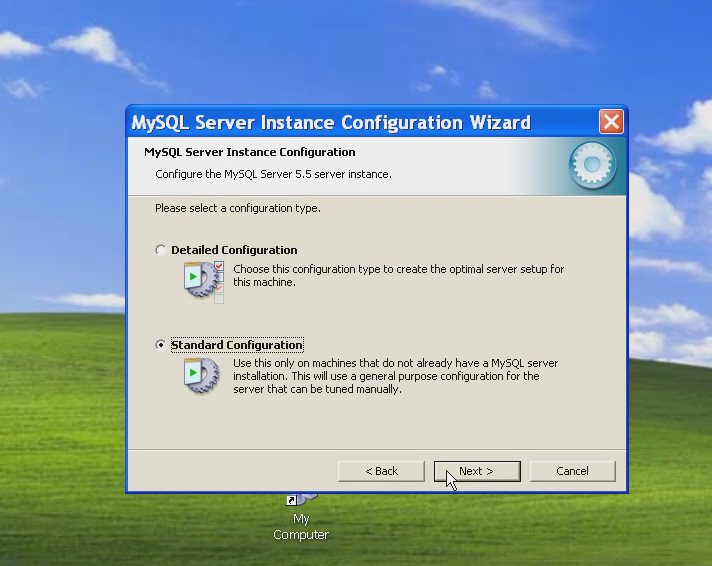 MySQL Server Instance Configuration Wizard
MySQL Server Instance Configuration
Configure the MySQL Server 5.5 server instance.
Please select a configuration type.
Detailed Configuration
Choose this configuration type to create the optimal server setup for
this machine.
Standard Configuration
Use this only on machines that do not already have a MySQL server
installation. This will use a general purpose configuration for the
server that can be tuned manually.
< Back
Next >
Cancel
My
Computer